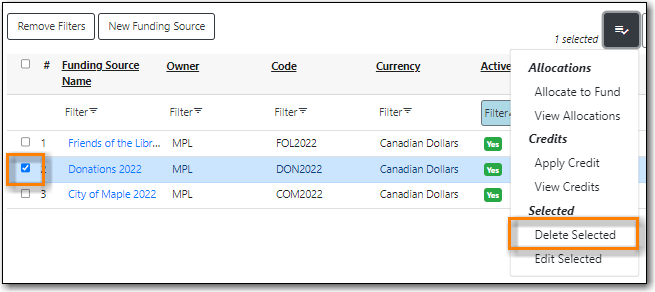 Remove Filters New Funding Source
1 selected
# Funding Source Name Owner Code Currency Active
Filter Filter Filter Filter Filter
1 Friends of the Libr... MPL FOL2022 Canadian Dollars Yes
2 Donations 2022 MPL DON2022 Canadian Dollars Yes
3 City of Maple 2022 MPL COM2022 Canadian Dollars Yes
Allocations
Allocate to Fund
View Allocations
Credits
Apply Credit
View Credits
Selected
Delete Selected
Edit Selected